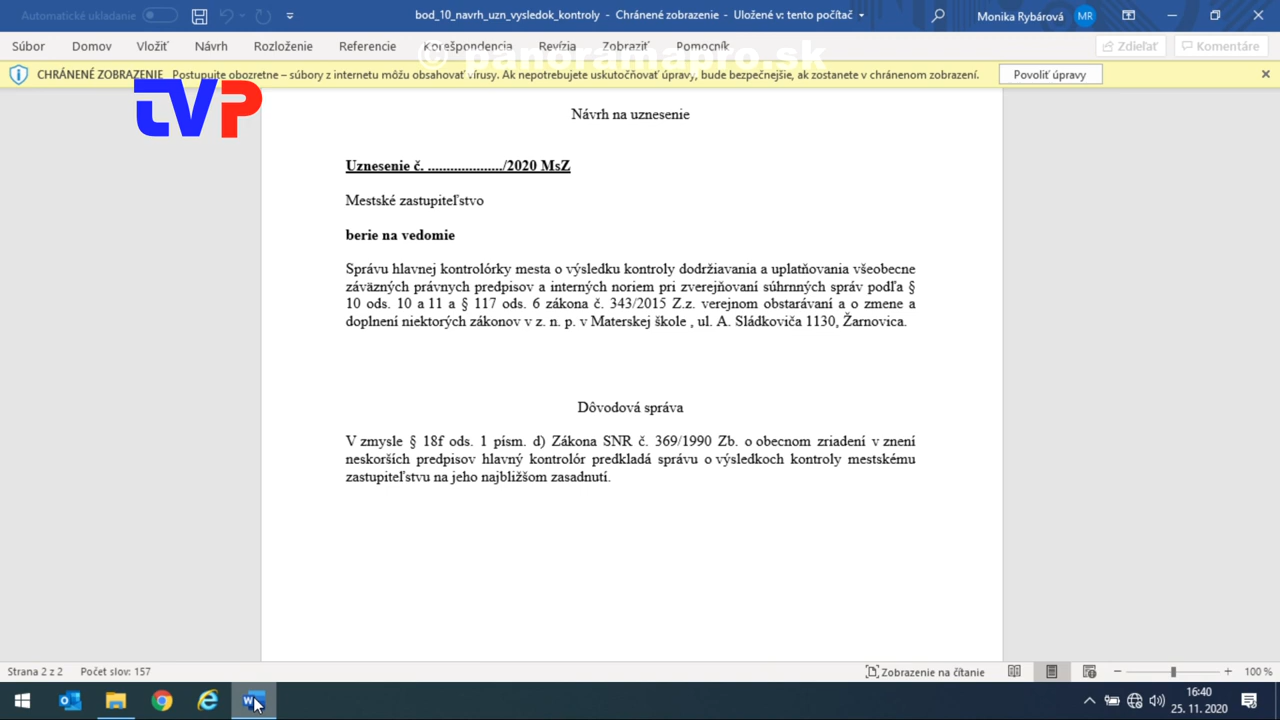 Automatické ukladanie
bod_10_navrh_uzn_vysledok_kontroly - Chránené zobrazenie - Uložené v: tento počítač
Monika Rybárová
MR
Súbor Domov Vložiť Návrh Rozloženie Referencie Korešpondencia Revízia Zobraziť Pomocník
Zdieľať Komentáre
© panoramapro.sk
CHRÁNENÉ ZOBRAZENIE Postupujte obozretne – súbory z internetu môžu obsahovať vírusy. Ak nepotrebujete uskutočňovať úpravy, bude bezpečnejšie, ak zostanete v chránenom zobrazení.
Povoliť úpravy
TVP
Návrh na uznesenie
Uznesenie č. ..................../2020 MsZ
Mestské zastupiteľstvo
berie na vedomie
Správu hlavnej kontrolórky mesta o výsledku kontroly dodržiavania a uplatňovania všeobecne
záväzných právnych predpisov a interných noriem pri zverejňovaní súhrnných správ podľa §
10 ods. 10 a 11 a § 117 ods. 6 zákona č. 343/2015 Z.z. verejnom obstarávaní a o zmene a
doplnení niektorých zákonov v z. n. p. v Materskej škole , ul. A. Sládkoviča 1130, Žarnovica.
Dôvodová správa
V zmysle § 18f ods. 1 písm. d) Zákona SNR č. 369/1990 Zb. o obecnom zriadení v znení
neskorších predpisov hlavný kontrolór predkladá správu o výsledkoch kontroly mestskému
zastupiteľstvu na jeho najbližšom zasadnutí.
Strana 2 z 2 Počet slov: 157
Zobrazenie na čítanie
100 %
16:40
25. 11. 2020